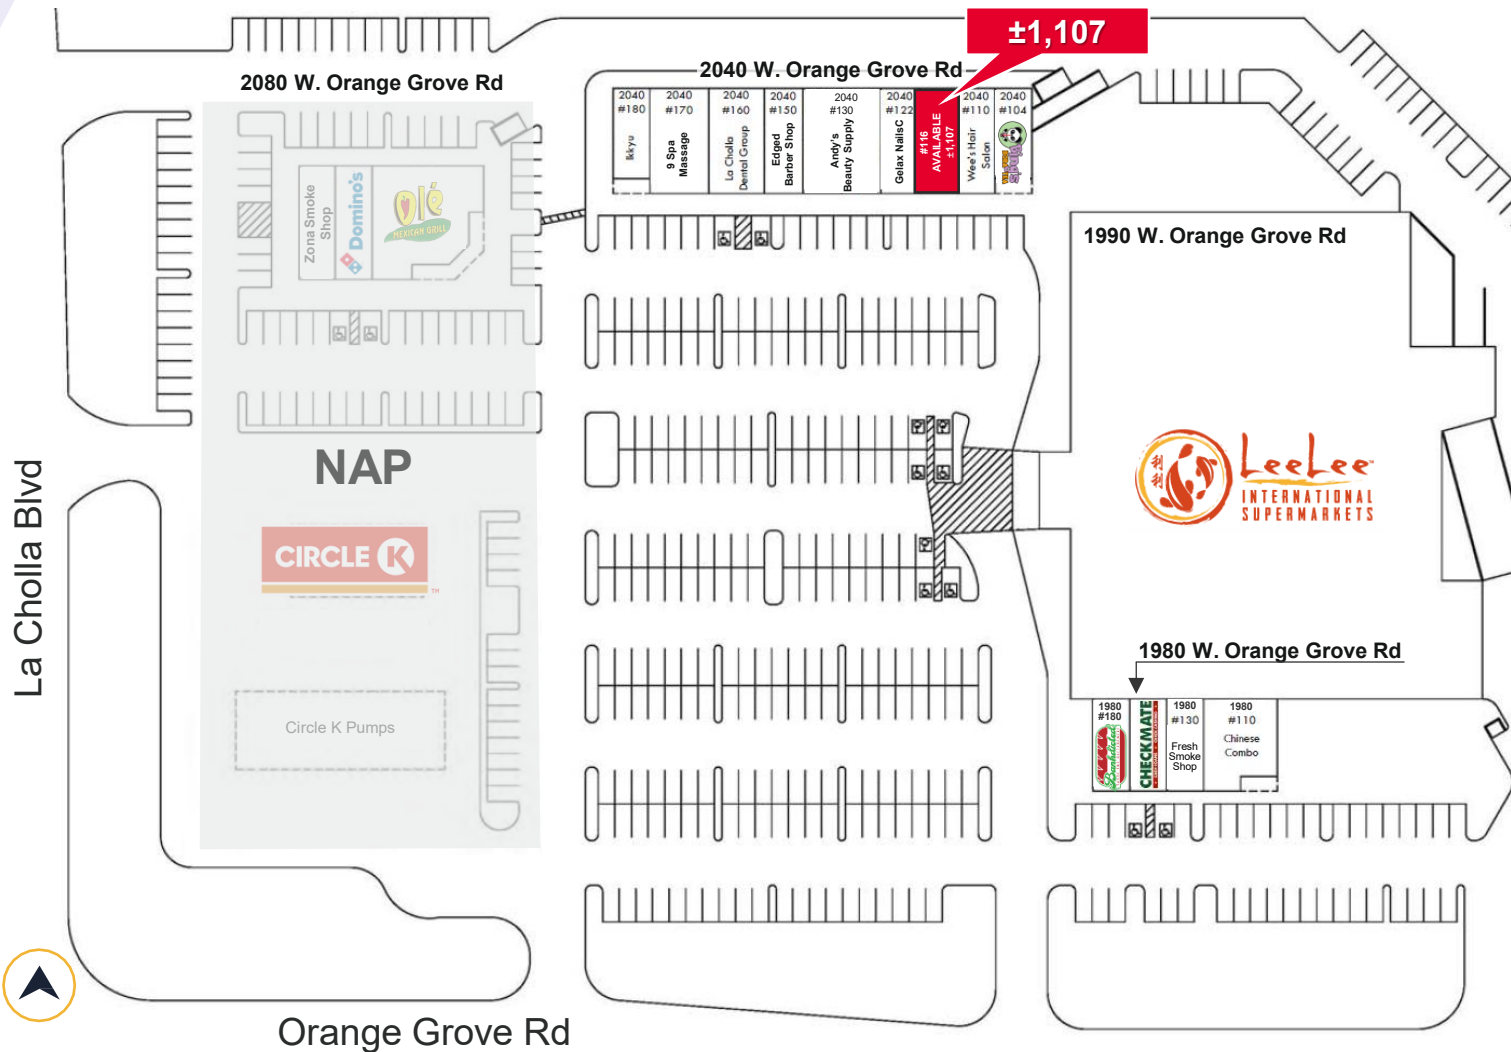 ±1,107
2080 W. Orange Grove Rd
2040 W. Orange Grove Rd
2040
#180
Ikkyu
2040
#170
9 Spa
Massage
2040
#160
La Cholla
Dental Group
2040
#150
Edged
Barber Shop
2040
#130
Andy's
Beauty Supply
2040
#122
Gelax NailsC
#116
AVAILABLE
±1,107
2040
#110
Wee's Hair
Salon
2040
#104
Zona Smoke
Shop
Domino's
Olé
MEXICAN GRILL
1990 W. Orange Grove Rd
NAP
CIRCLE K
TM
Circle K Pumps
利
利
LeeLee
INTERNATIONAL
SUPERMARKETS
1980 W. Orange Grove Rd
1980
#180
CHECKMATE
1980
#130
Fresh
Smoke
Shop
1980
#110
Chinese
Combo
La Cholla Blvd
Orange Grove Rd